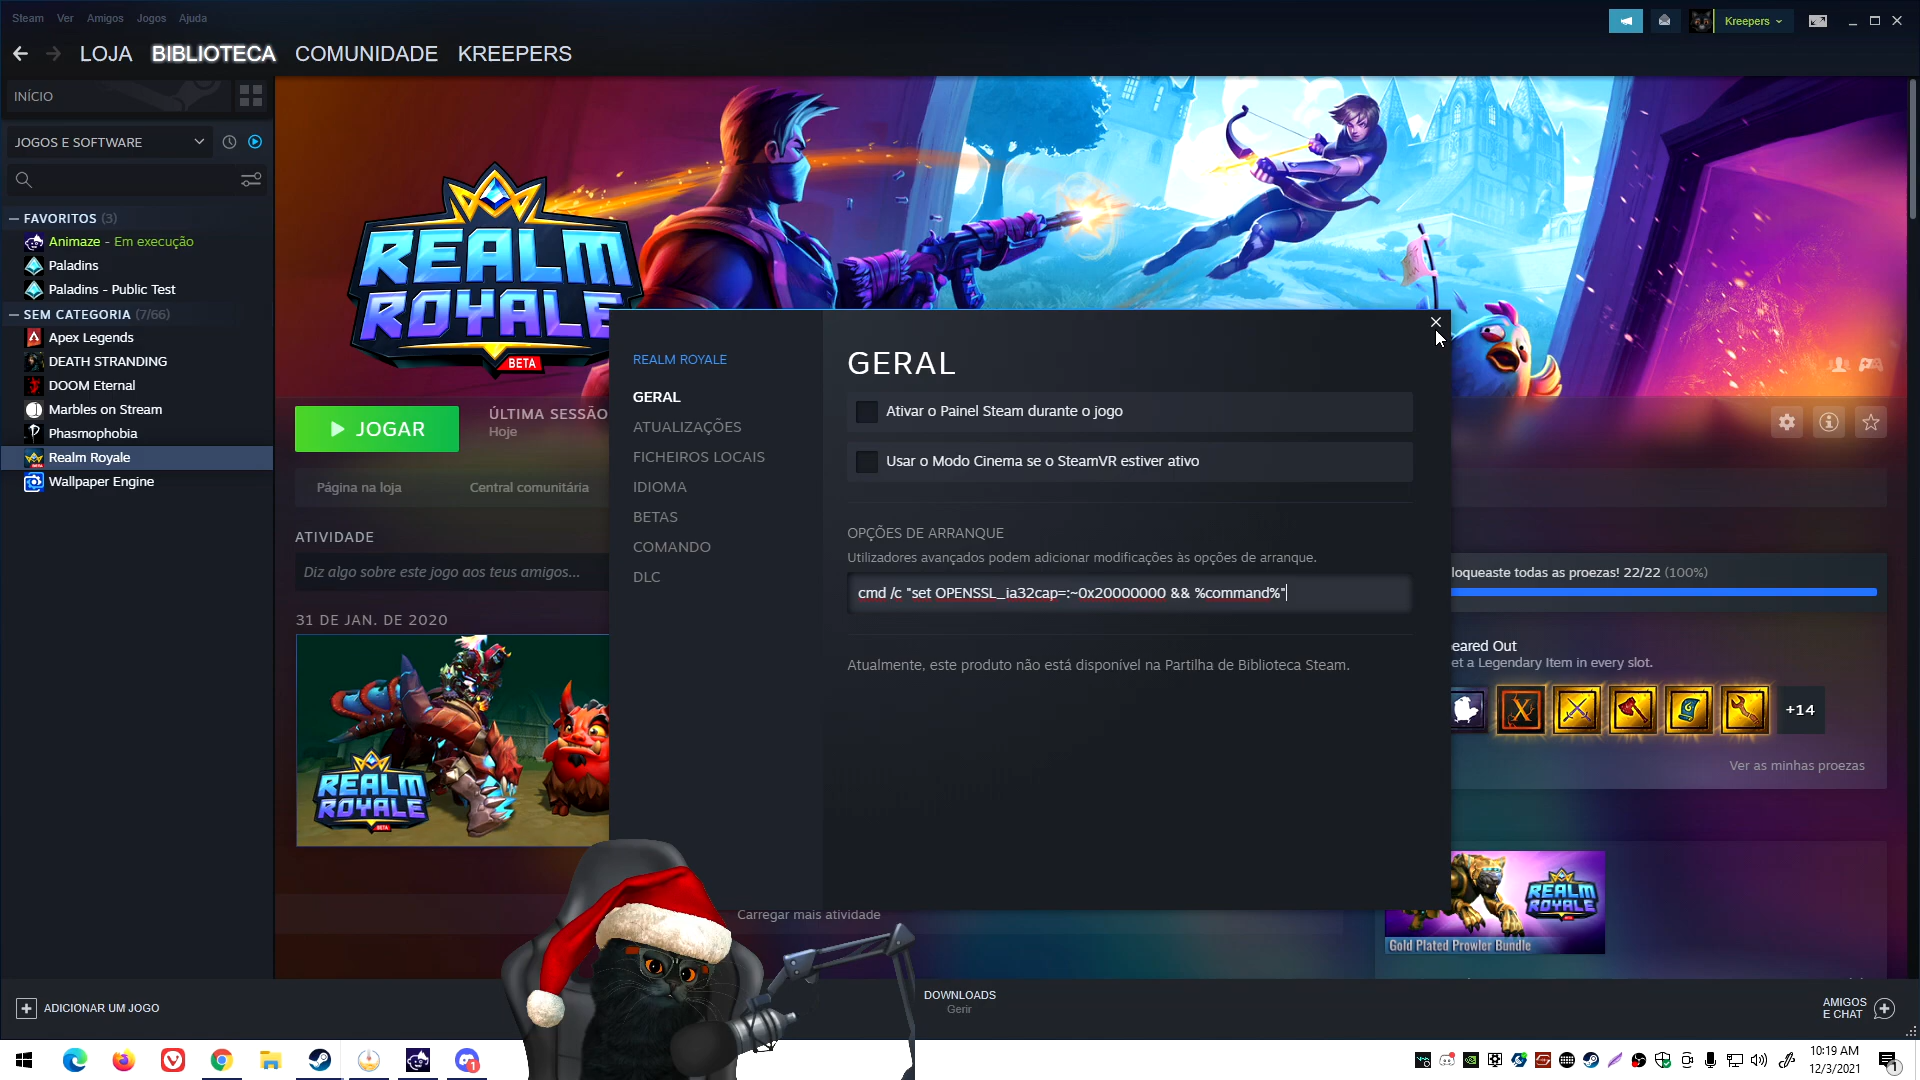 Steam Ver Amigos Jogos Ajuda
Kreepers
LOJA BIBLIOTECA COMUNIDADE KREEPERS
INÍCIO
JOGOS E SOFTWARE
— FAVORITOS (3)
Animaze - Em execução
Paladins
Paladins - Public Test
— SEM CATEGORIA (7/66)
Apex Legends
DEATH STRANDING
DOOM Eternal
Marbles on Stream
Phasmophobia
Realm Royale
Wallpaper Engine
REALM
ROYALE
BETA
JOGAR
ÚLTIMA SESSÃO
Hoje
Página na loja
Central comunitária
ATIVIDADE
Diz algo sobre este jogo aos teus amigos...
31 DE JAN. DE 2020
REALM
ROYALE
BETA
Carregar mais atividade
REALM ROYALE
GERAL
ATUALIZAÇÕES
FICHEIROS LOCAIS
IDIOMA
BETAS
COMANDO
DLC
GERAL
Ativar o Painel Steam durante o jogo
Usar o Modo Cinema se o SteamVR estiver ativo
OPÇÕES DE ARRANQUE
Utilizadores avançados podem adicionar modificações às opções de arranque.
cmd /c "set OPENSSL_ia32cap=:~0x20000000 && %command%"
Atualmente, este produto não está disponível na Partilha de Biblioteca Steam.
loqueaste todas as proezas! 22/22 (100%)
eared Out
et a Legendary Item in every slot.
+14
Ver as minhas proezas
REALM
ROYALE
Gold Plated Prowler Bundle
ADICIONAR UM JOGO
DOWNLOADS
Gerir
AMIGOS
E CHAT
10:19 AM
12/3/2021
1
1